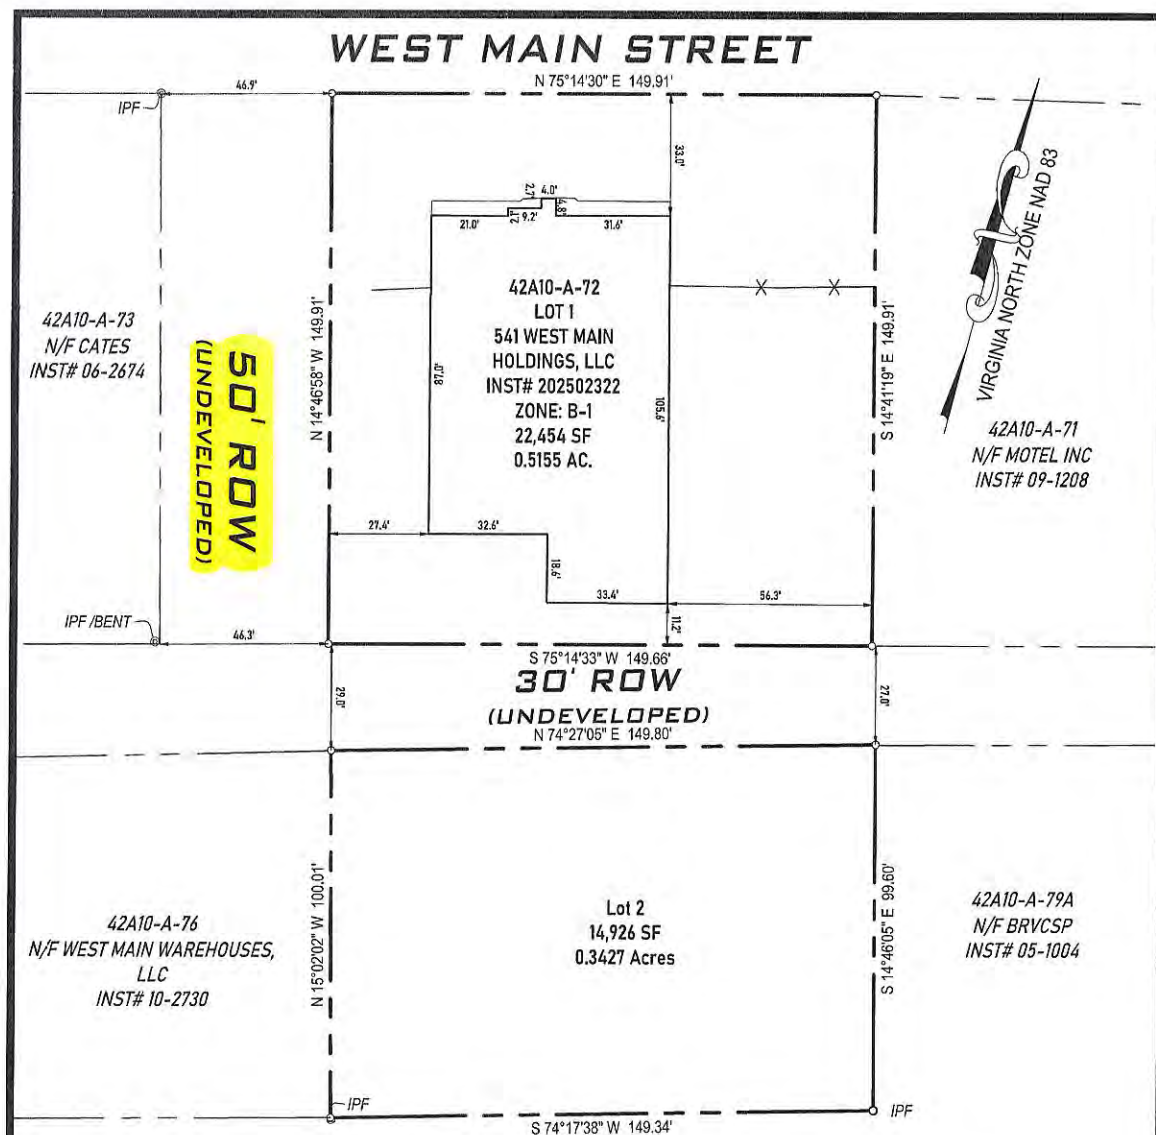 WEST MAIN STREET
N 75°14'30" E 149.91'
46.9'
IPF
33.0'
2.7'
4.0'
4.8'
21.0'
2.1'
9.2'
31.6'
VIRGINIA NORTH ZONE NAD 83
42A10-A-73
N/F CATES
INST# 06-2674
50' ROW
(UNDEVELOPED)
N 14°46'58" W 149.91'
87.0'
42A10-A-72
LOT 1
541 WEST MAIN
HOLDINGS, LLC
INST# 202502322
ZONE: B-1
22,454 SF
0.5155 AC.
105.6'
S 14°41'19" E 149.91'
42A10-A-71
N/F MOTEL INC
INST# 09-1208
27.4'
32.6'
18.6'
33.4'
56.3'
11.2'
IPF/BENT
46.3'
S 75°14'33" W 149.66'
30' ROW
(UNDEVELOPED)
N 74°27'05" E 149.80'
29.0'
27.0'
42A10-A-76
N/F WEST MAIN WAREHOUSES,
LLC
INST# 10-2730
N 15°02'02" W 100.01'
Lot 2
14,926 SF
0.3427 Acres
S 14°46'05" E 99.60'
42A10-A-79A
N/F BRVCSP
INST# 05-1004
IPF
IPF
S 74°17'38" W 149.34'